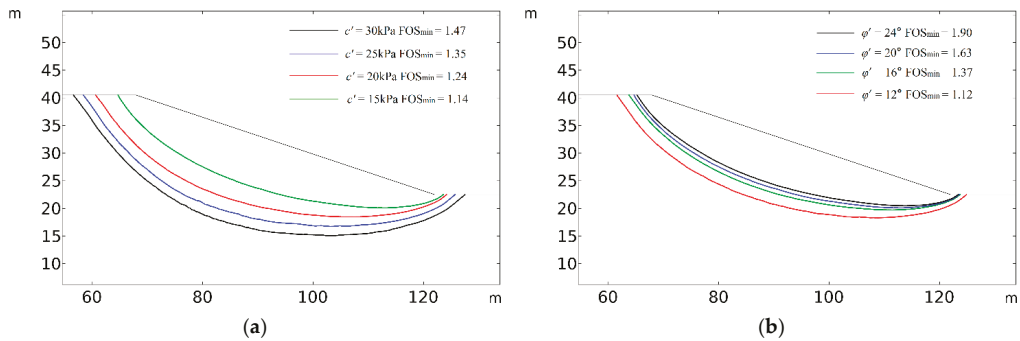 m
50
45
40
35
30
25
20
15
10
60
80
100
120
m
c′ = 30kPa FOSmin = 1.47
c′ = 25kPa FOSmin = 1.35
c′ = 20kPa FOSmin = 1.24
c′ = 15kPa FOSmin = 1.14
(a)
m
50
45
40
35
30
25
20
15
10
60
80
100
120
m
φ′ = 24° FOSmin = 1.90
φ′ = 20° FOSmin = 1.63
φ′ 16° FOSmin 1.37
φ′ = 12° FOSmin = 1.12
(b)